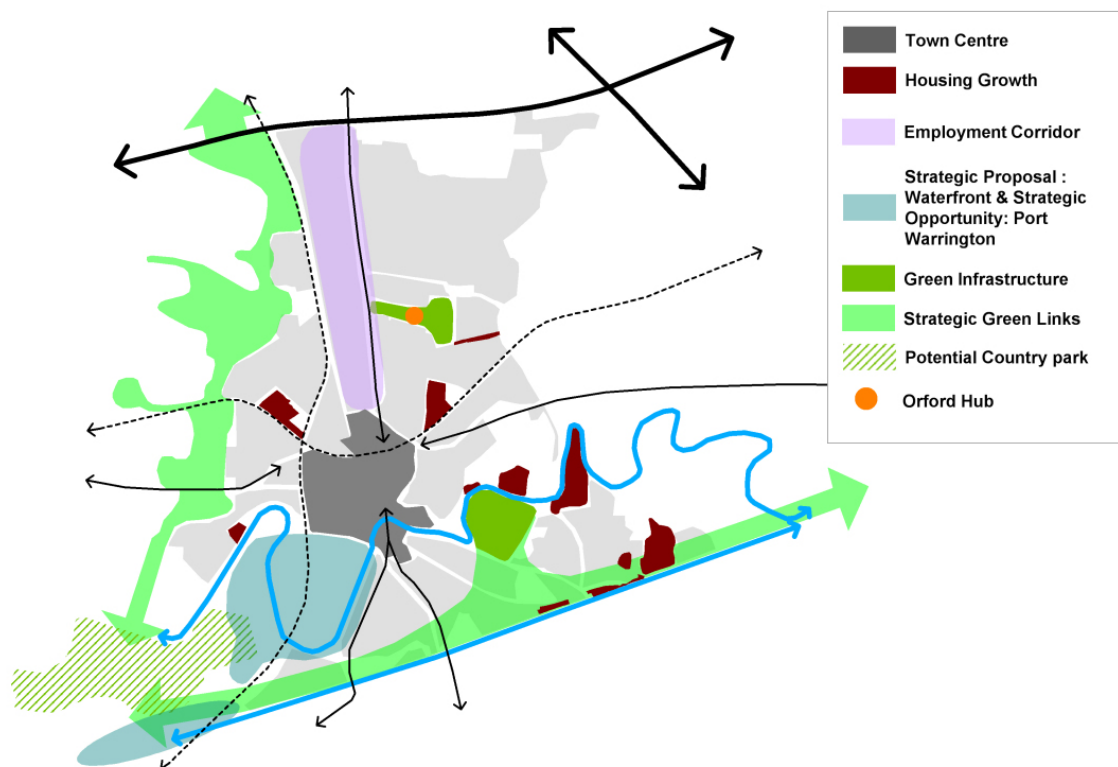 Town Centre
Housing Growth
Employment Corridor
Strategic Proposal :
Waterfront & Strategic
Opportunity: Port
Warrington
Green Infrastructure
Strategic Green Links
Potential Country park
Orford Hub